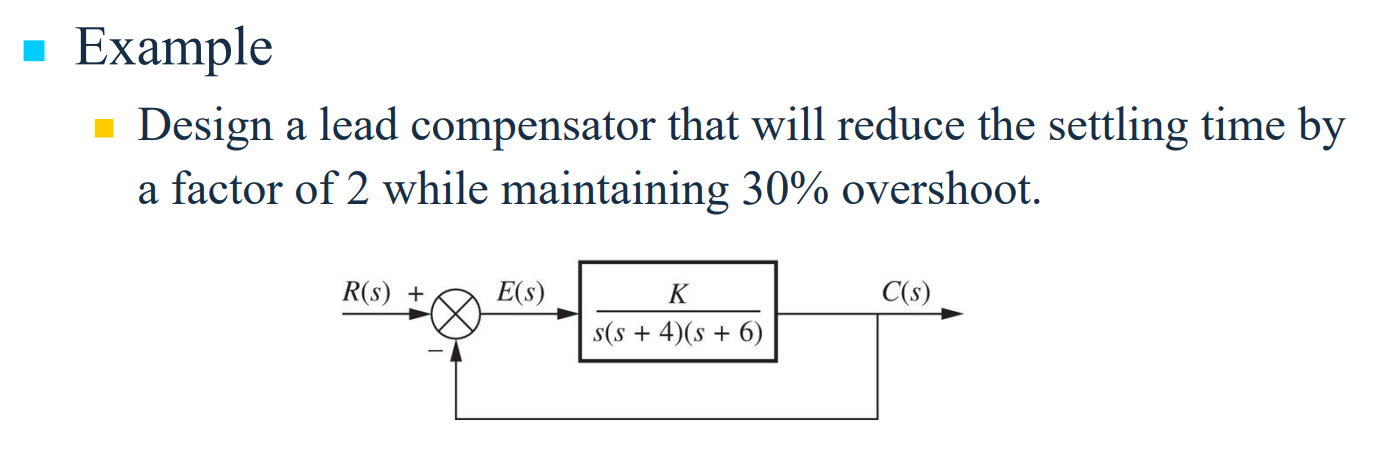 Example
Design a lead compensator that will reduce the settling time by
a factor of 2 while maintaining 30% overshoot.
R(s) + E(s) K C(s)
s(s + 4)(s + 6)
−